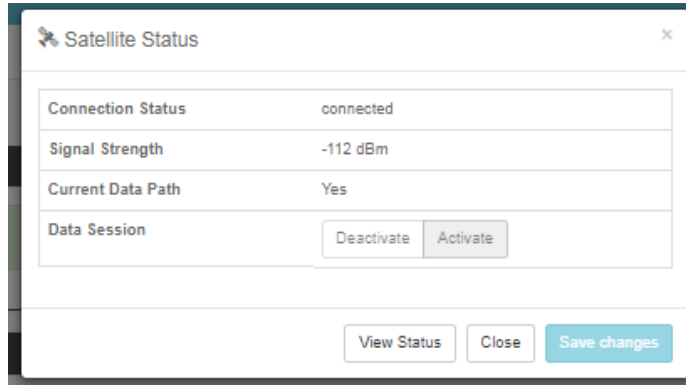 Satellite Status
×
Connection Status connected
Signal Strength -112 dBm
Current Data Path Yes
Data Session Deactivate Activate
View Status Close Save changes